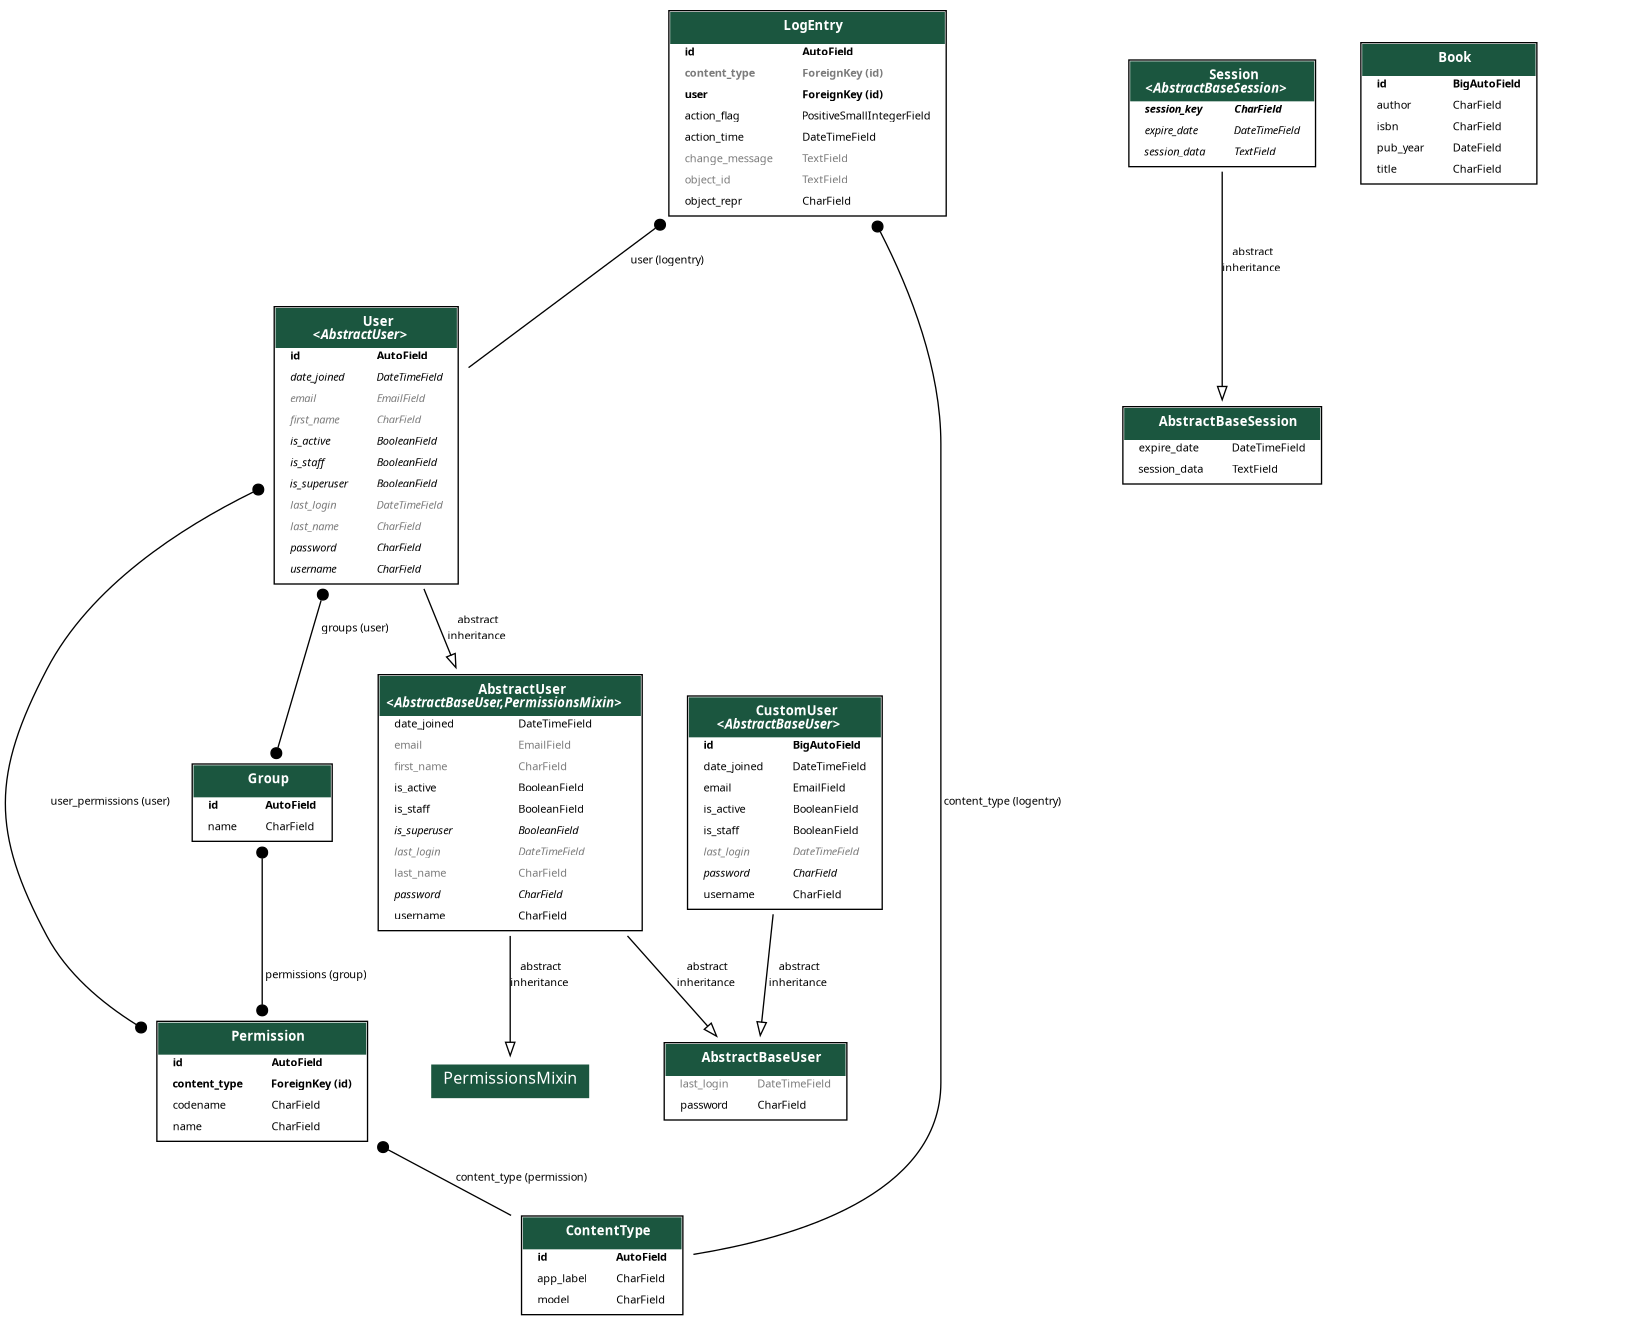 LogEntry
id AutoField
content_type ForeignKey (id)
user ForeignKey (id)
action_flag PositiveSmallIntegerField
action_time DateTimeField
change_message TextField
object_id TextField
object_repr CharField
Session
<AbstractBaseSession>
session_key CharField
expire_date DateTimeField
session_data TextField
Book
id BigAutoField
author CharField
isbn CharField
pub_year DateField
title CharField
user (logentry)
abstract
inheritance
User
<AbstractUser>
id AutoField
date_joined DateTimeField
email EmailField
first_name CharField
is_active BooleanField
is_staff BooleanField
is_superuser BooleanField
last_login DateTimeField
last_name CharField
password CharField
username CharField
AbstractBaseSession
expire_date DateTimeField
session_data TextField
groups (user)
abstract
inheritance
AbstractUser
<AbstractBaseUser,PermissionsMixin>
date_joined DateTimeField
email EmailField
first_name CharField
is_active BooleanField
is_staff BooleanField
is_superuser BooleanField
last_login DateTimeField
last_name CharField
password CharField
username CharField
CustomUser
<AbstractBaseUser>
id BigAutoField
date_joined DateTimeField
email EmailField
is_active BooleanField
is_staff BooleanField
last_login DateTimeField
password CharField
username CharField
Group
id AutoField
name CharField
user_permissions (user)
content_type (logentry)
permissions (group)
abstract
inheritance
abstract
inheritance
abstract
inheritance
Permission
id AutoField
content_type ForeignKey (id)
codename CharField
name CharField
PermissionsMixin
AbstractBaseUser
last_login DateTimeField
password CharField
content_type (permission)
ContentType
id AutoField
app_label CharField
model CharField